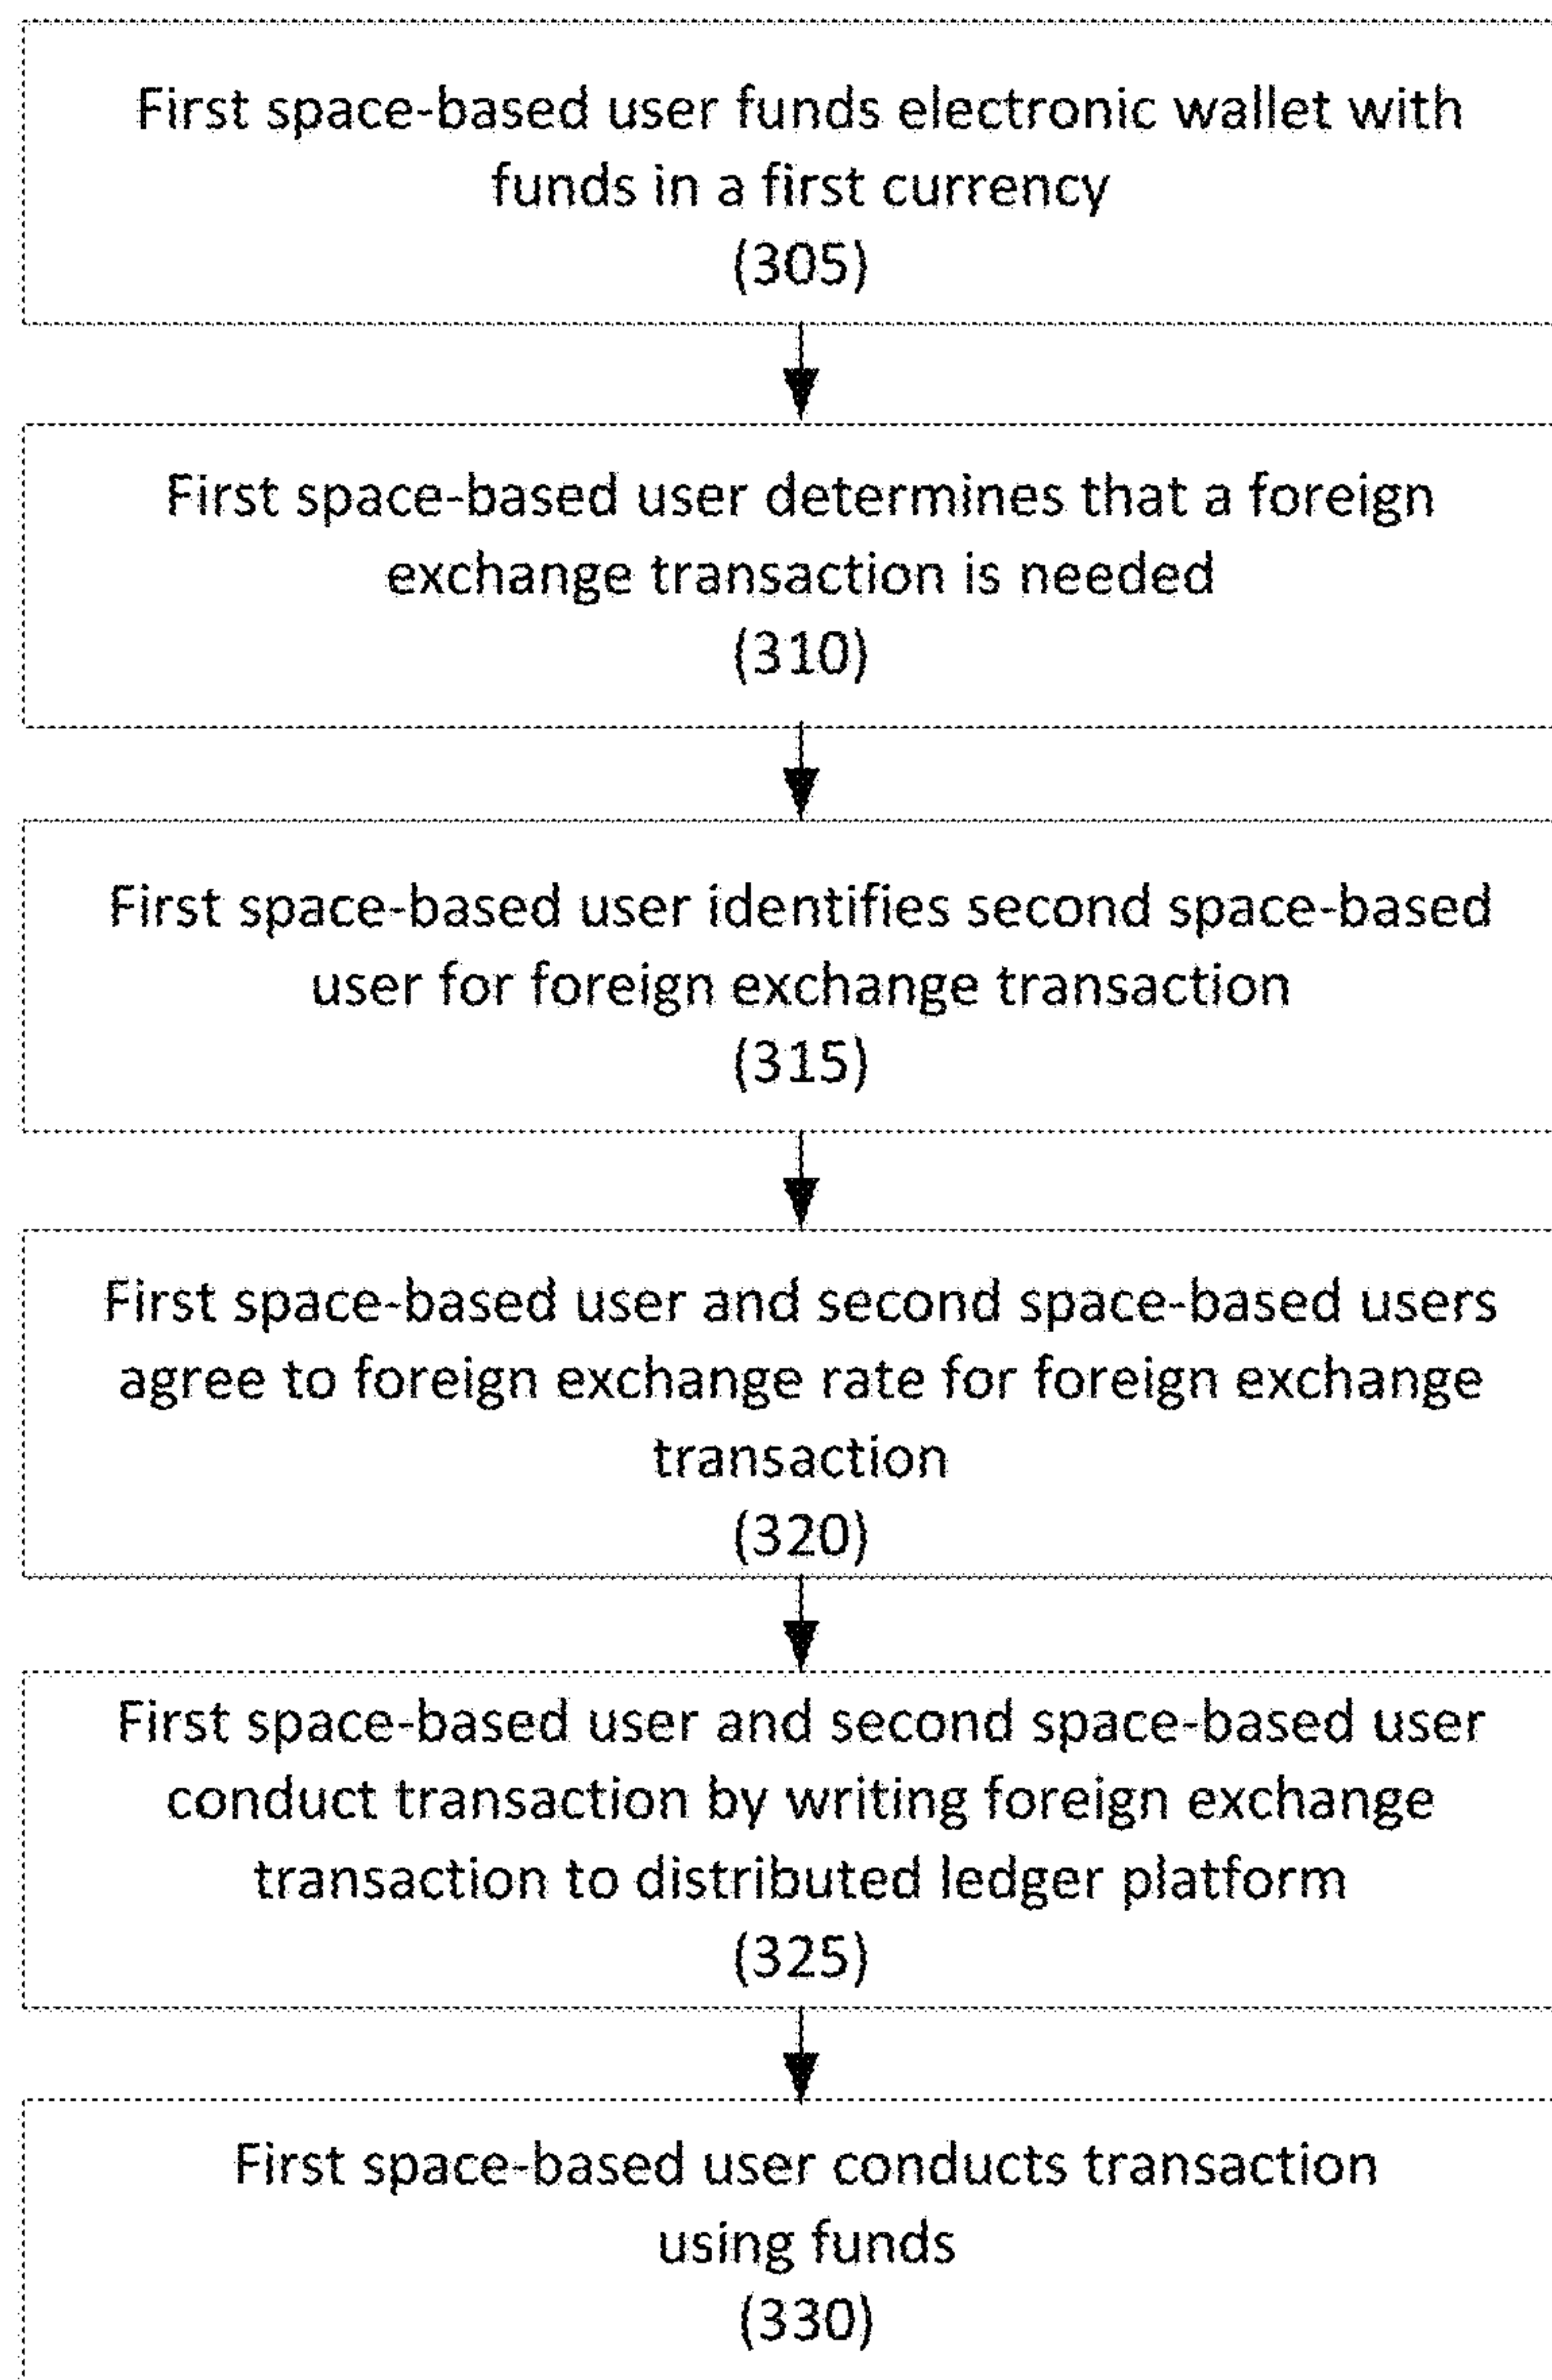 First space-based user funds electronic wallet with
funds in a first currency
(305)
First space-based user determines that a foreign
exchange transaction is needed
(310)
First space-based user identifies second space-based
user for foreign exchange transaction
(315)
First space-based user and second space-based users
agree to foreign exchange rate for foreign exchange
transaction
(320)
First space-based user and second space-based user
conduct transaction by writing foreign exchange
transaction to distributed ledger platform
(325)
First space-based user conducts transaction
using funds
(330)